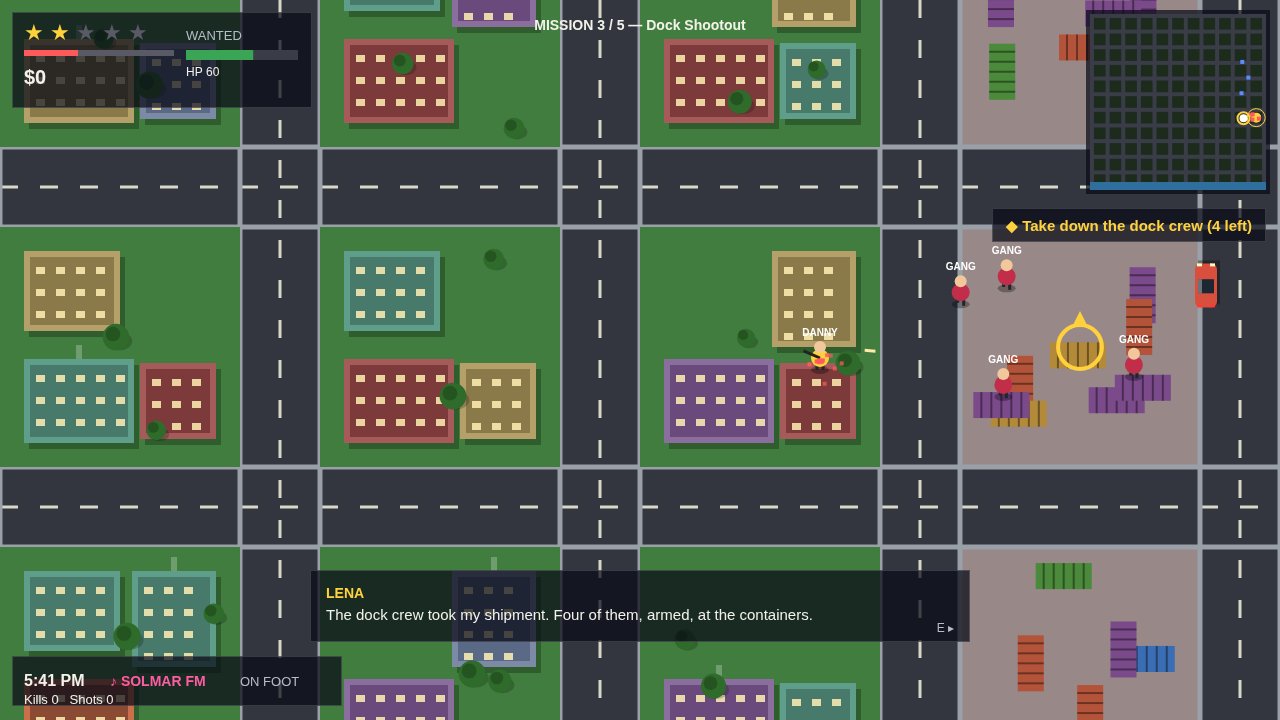 MISSION 3 / 5 — Dock Shootout
WANTED
HP 60
$0
◆ Take down the dock crew (4 left)
GANG
GANG
DANNY
GANG
GANG
LENA
The dock crew took my shipment. Four of them, armed, at the containers.
E ▸
5:41 PM ♪ SOLMAR FM ON FOOT
Kills 0 Shots 0